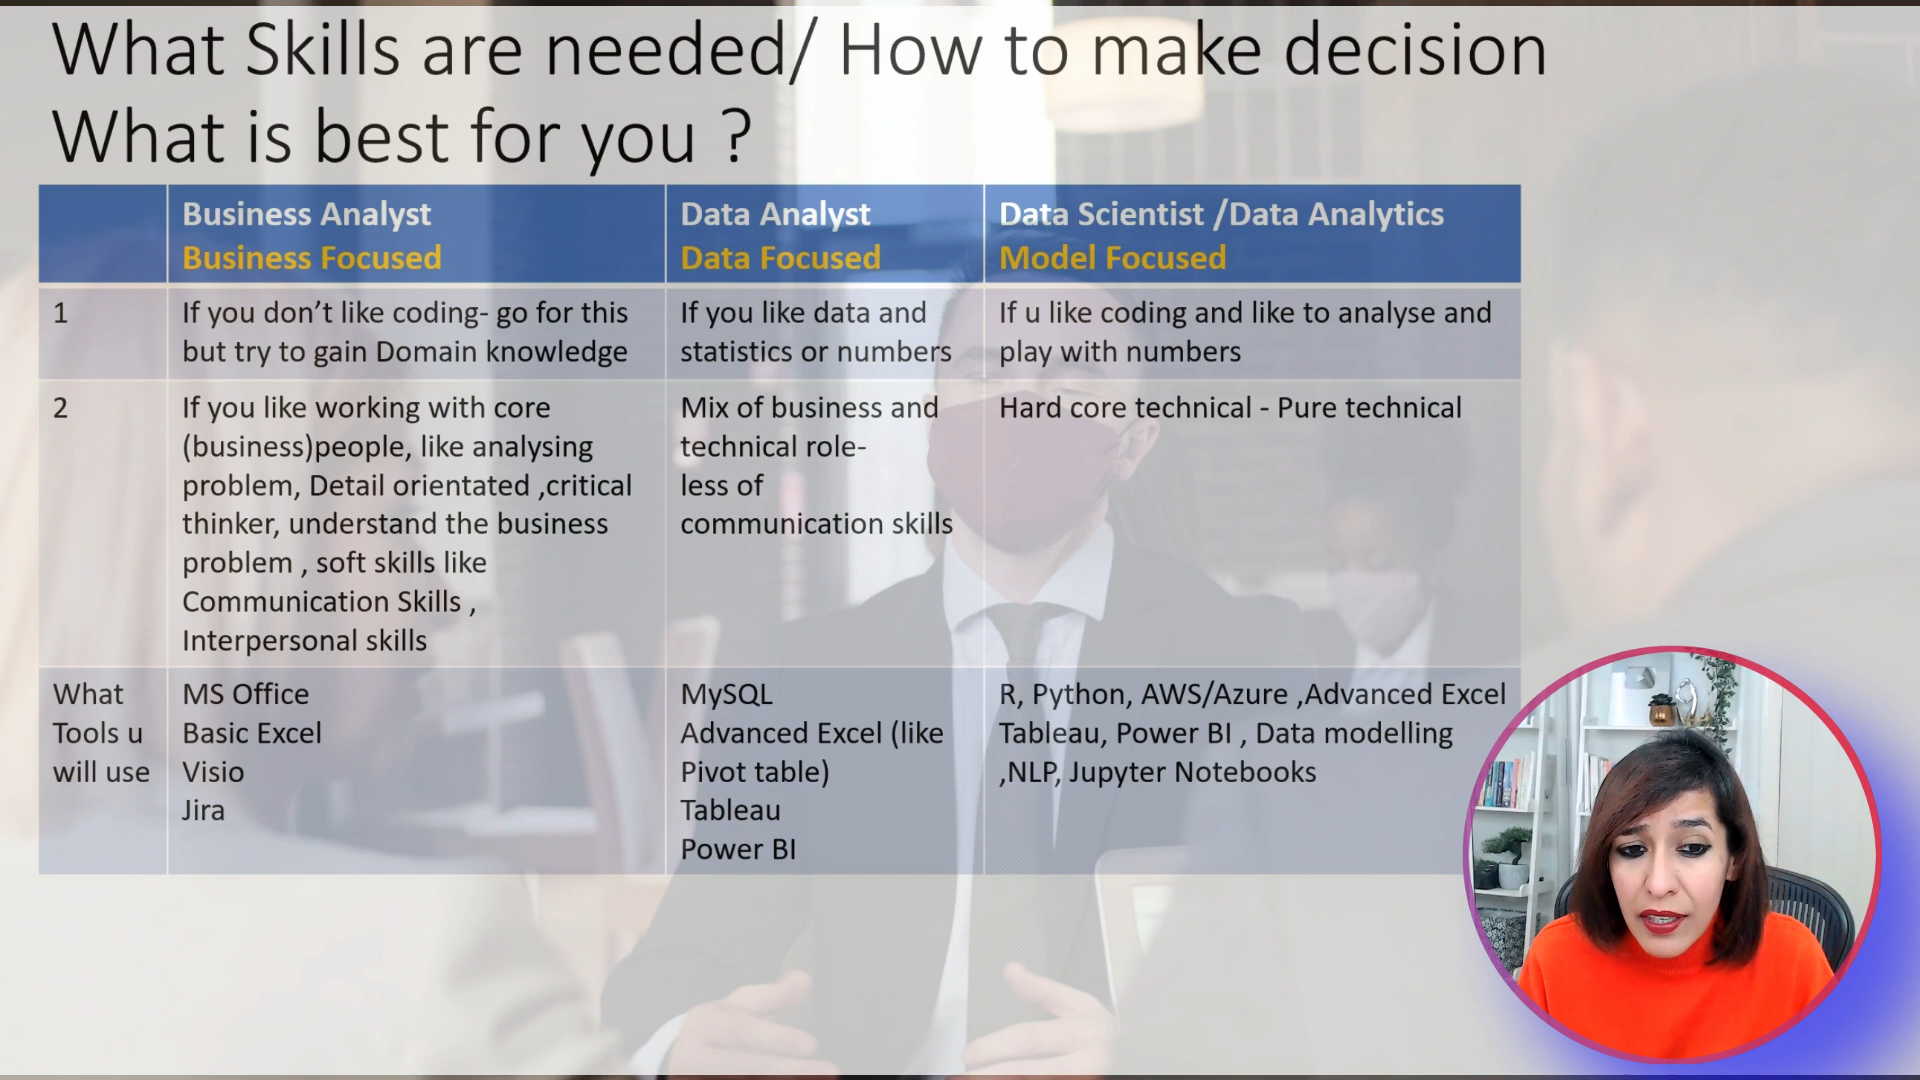 What Skills are needed/ How to make decision
What is best for you ?
Business Analyst
Business Focused
Data Analyst
Data Focused
Data Scientist /Data Analytics
Model Focused
1
If you don’t like coding- go for this
but try to gain Domain knowledge
If you like data and
statistics or numbers
If u like coding and like to analyse and
play with numbers
2
If you like working with core
(business)people, like analysing
problem, Detail orientated ,critical
thinker, understand the business
problem , soft skills like
Communication Skills ,
Interpersonal skills
Mix of business and
technical role-
less of
communication skills
Hard core technical - Pure technical
What
Tools u
will use
MS Office
Basic Excel
Visio
Jira
MySQL
Advanced Excel (like
Pivot table)
Tableau
Power BI
R, Python, AWS/Azure ,Advanced Excel
Tableau, Power BI , Data modelling
,NLP, Jupyter Notebooks